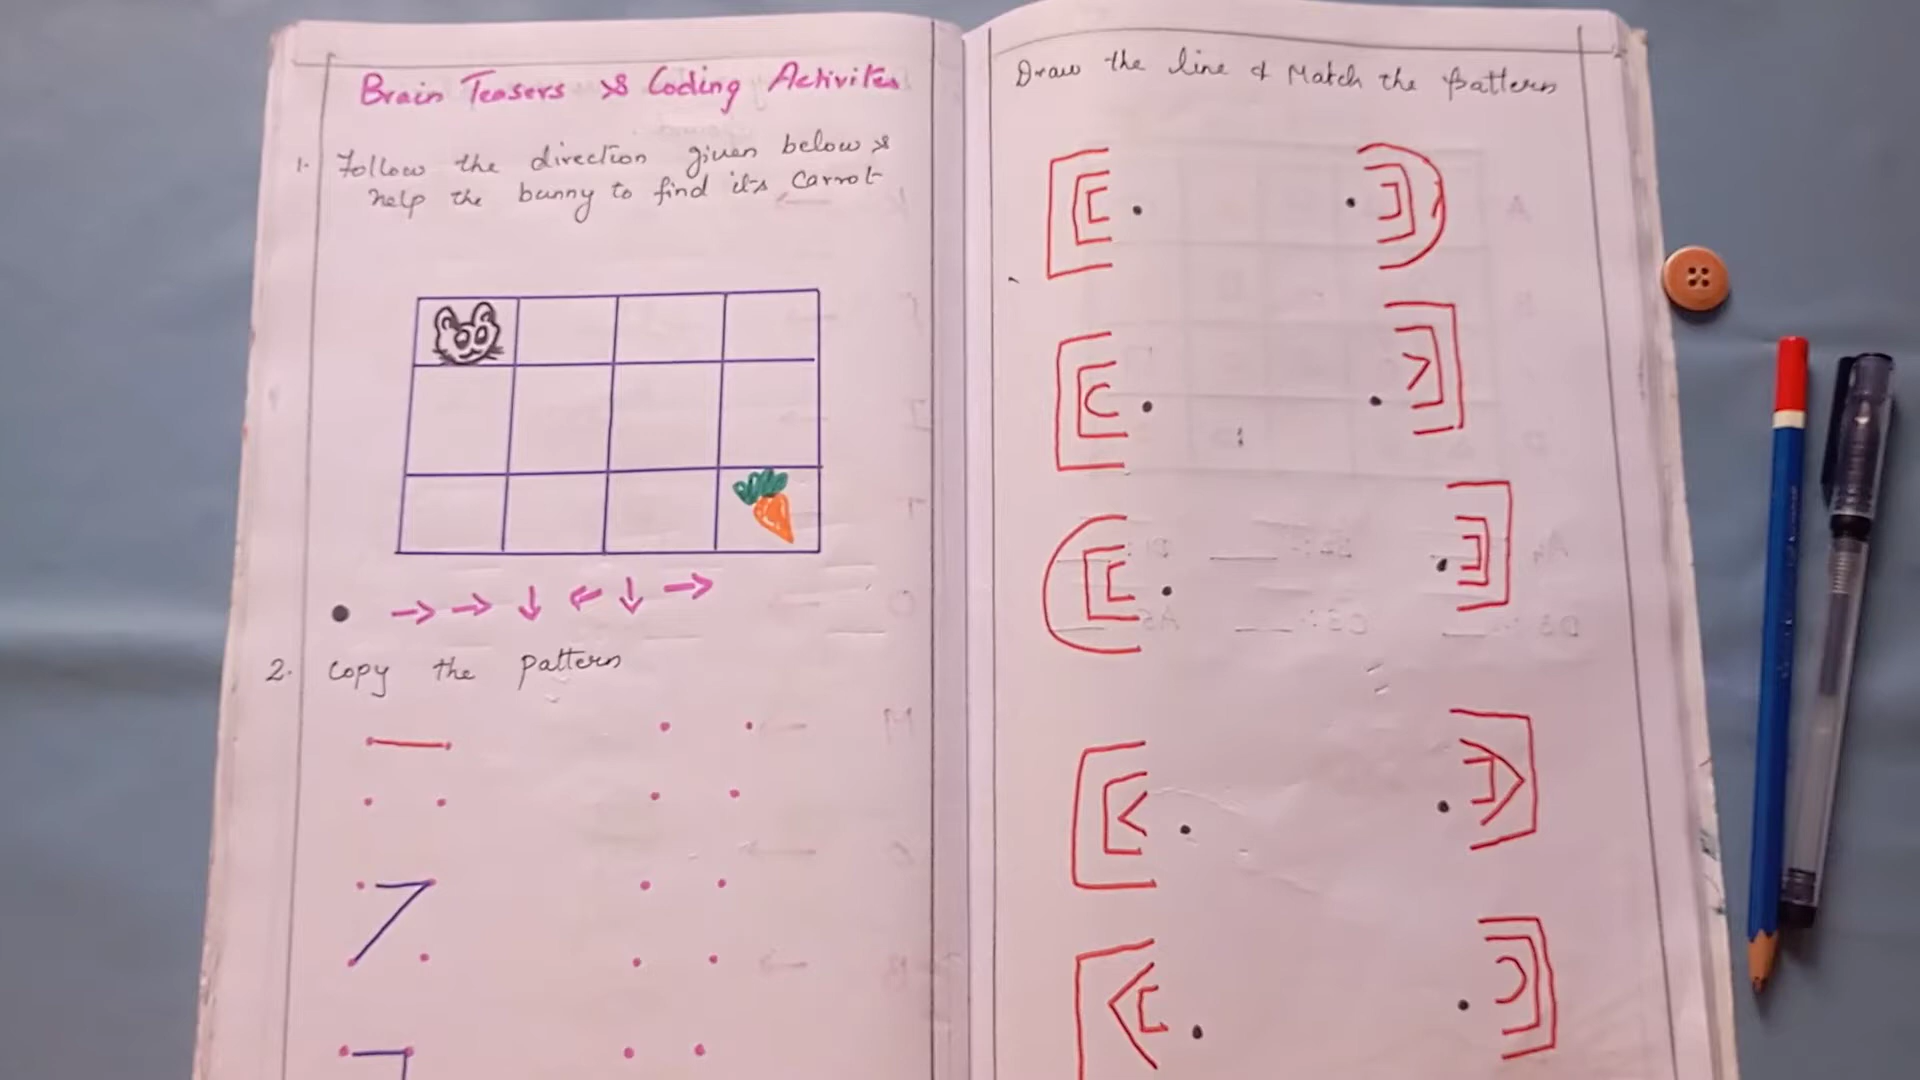 Brain Teasers & Coding Activites
1. Follow the direction given below &
help the bunny to find it's Carrot
→ → ↓ ← ↓ →
2. Copy the pattern
Draw the line & Match the pattern